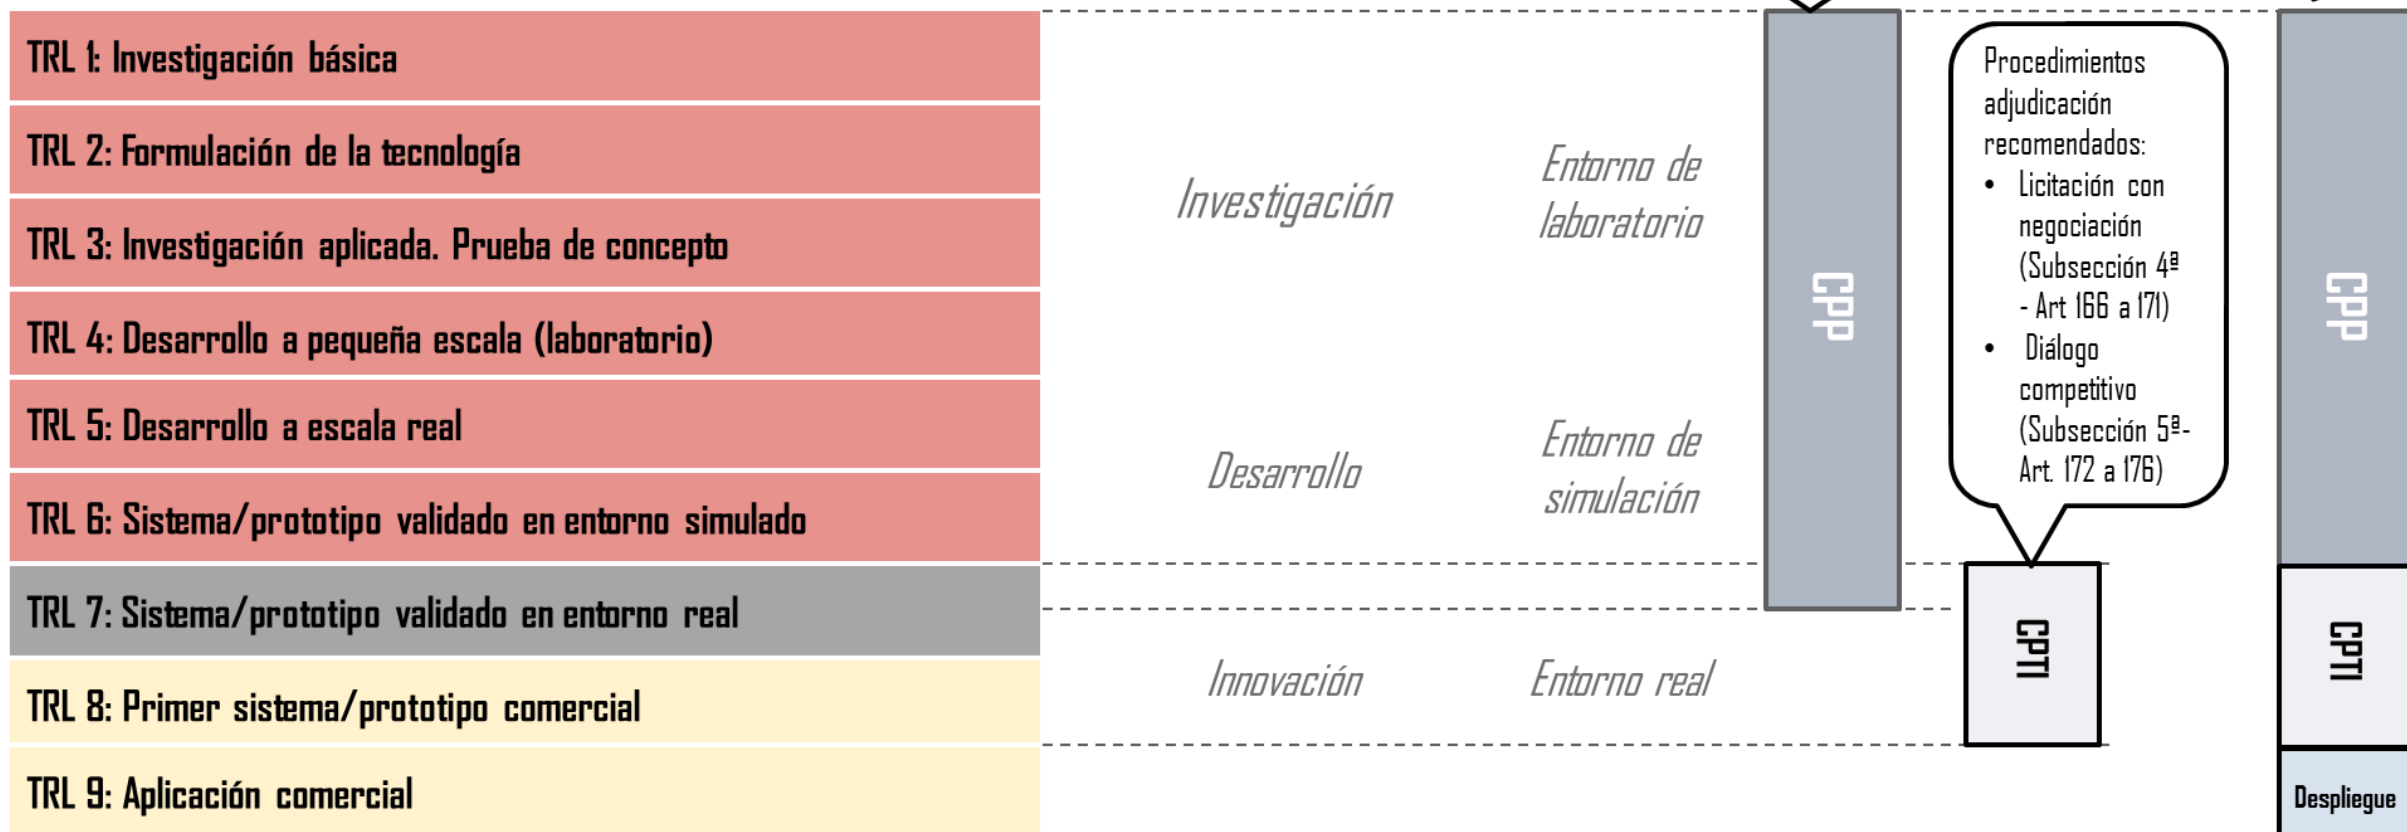 TRL 1: Investigación básica
TRL 2: Formulación de la tecnología
TRL 3: Investigación aplicada. Prueba de concepto
TRL 4: Desarrollo a pequeña escala (laboratorio)
TRL 5: Desarrollo a escala real
TRL 6: Sistema/prototipo validado en entorno simulado
TRL 7: Sistema/prototipo validado en entorno real
TRL 8: Primer sistema/prototipo comercial
TRL 9: Aplicación comercial
Investigación
Desarrollo
Innovación
Entorno de
laboratorio
Entorno de
simulación
Entorno real
CPP
Procedimientos
adjudicación
recomendados:
• Licitación con
negociación
(Subsección 4ª
- Art 166 a 171)
• Diálogo
competitivo
(Subsección 5ª-
Art. 172 a 176)
CPTI
CPP
CPTI
Despliegue